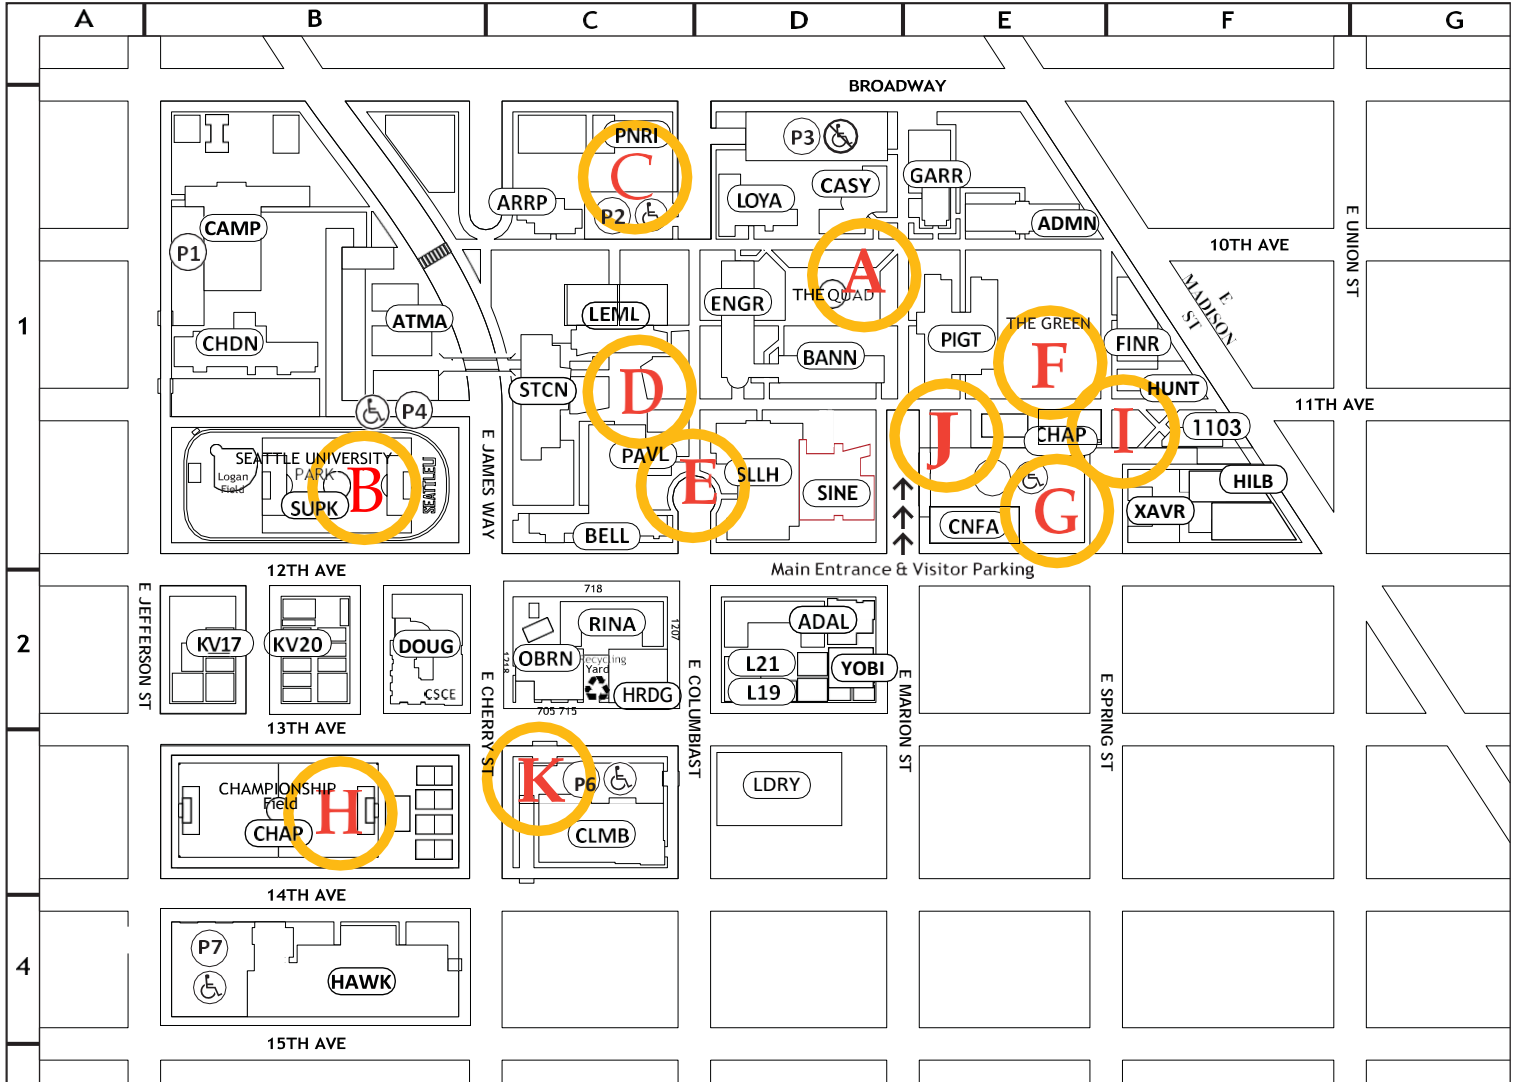 A B C D E F G
BROADWAY
1
PNRI
C
P3
ARRP
P2
LOYA
CASY
GARR
ADMN
CAMP
P1
E UNION ST
10TH AVE
A
THE QUAD
ENGR
LEML
ATMA
CHDN
PIGT
THE GREEN
F
FINR
E MADISON ST
BANN
STCN
D
HUNT
11TH AVE
P4
1103
J
CHAP
I
SEATTLE UNIVERSITY
PARK
Logan
Field
SUPK
B
SEATTLEU
E JAMES WAY
PAVL
E
SLLH
SINE
BELL
G
CNFA
XAVR
HILB
12TH AVE
Main Entrance & Visitor Parking
2
E JEFFERSON ST
KV17
KV20
DOUG
CSCE
E CHERRY ST
718
RINA
1207
OBRN
1218
Recycling
Yard
HRDG
705 715
E COLUMBIA ST
ADAL
L21
YOBI
L19
E MARION ST
E SPRING ST
13TH AVE
CHAMPIONSHIP
Field
H
CHAP
K
P6
CLMB
LDRY
14TH AVE
4
P7
HAWK
15TH AVE